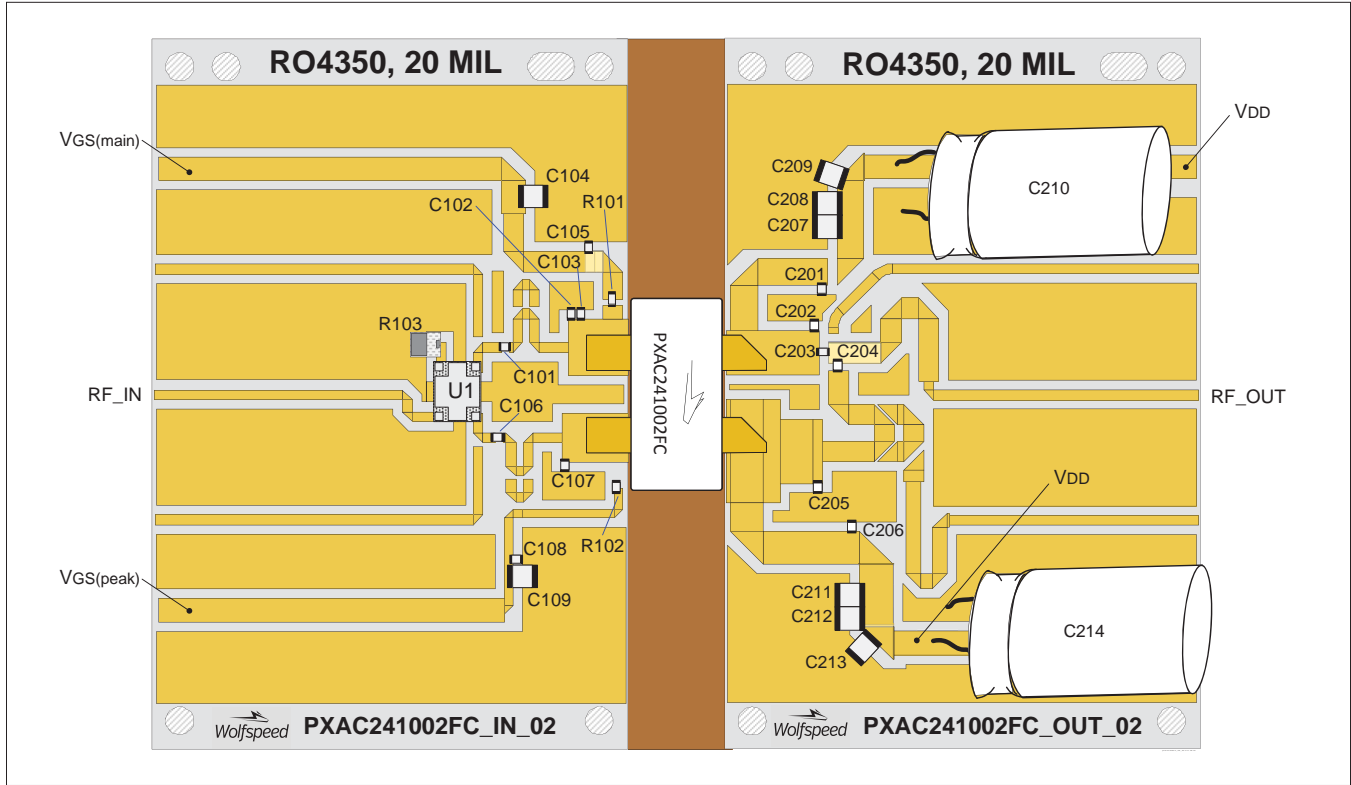 RO4350, 20 MIL
RO4350, 20 MIL
VGS(main)
VDD
C104
C209
C210
C102
R101
C208
C207
C105
C103
C201
C202
R103
PXAC241002FC
C203
C204
C101
RF_IN
U1
RF_OUT
C106
C107
C205
VDD
C206
R102
C108
VGS(peak)
C109
C211
C212
C214
C213
Wolfspeed
PXAC241002FC_IN_02
Wolfspeed
PXAC241002FC_OUT_02